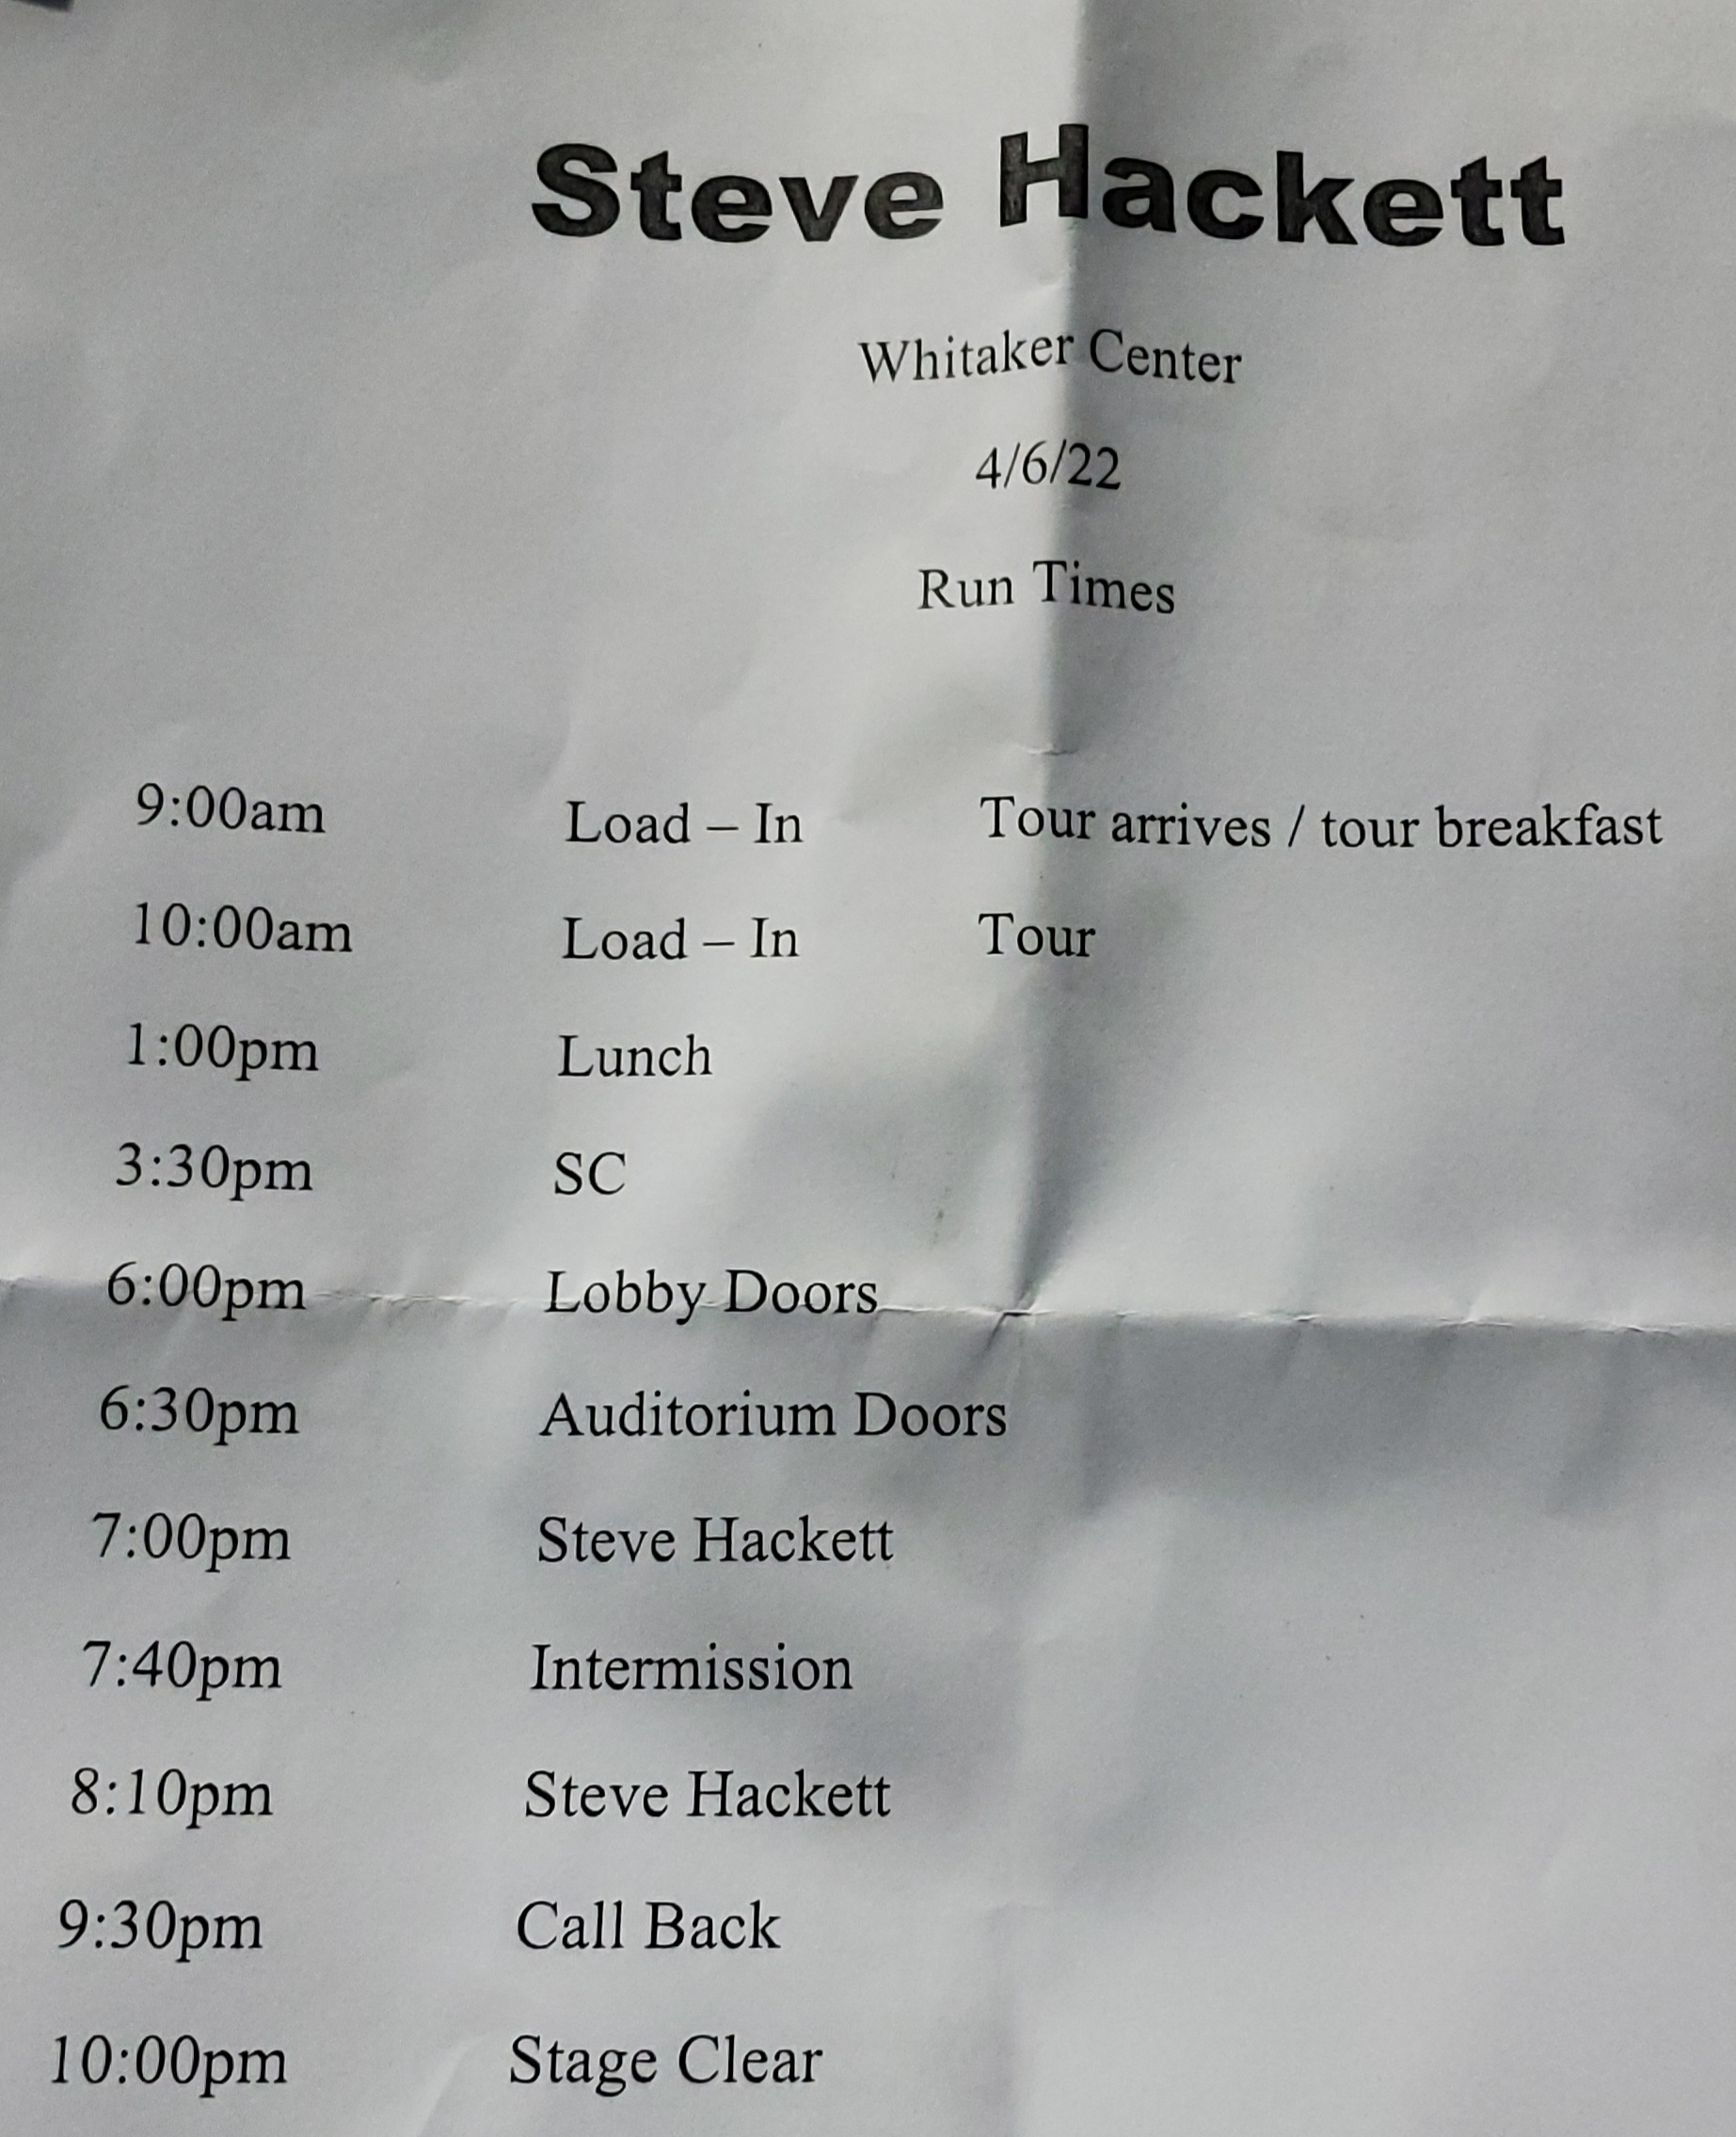 Steve Hackett
Whitaker Center
4/6/22
Run Times
9:00am Load – In Tour arrives / tour breakfast
10:00am Load – In Tour
1:00pm Lunch
3:30pm SC
6:00pm Lobby Doors
6:30pm Auditorium Doors
7:00pm Steve Hackett
7:40pm Intermission
8:10pm Steve Hackett
9:30pm Call Back
10:00pm Stage Clear